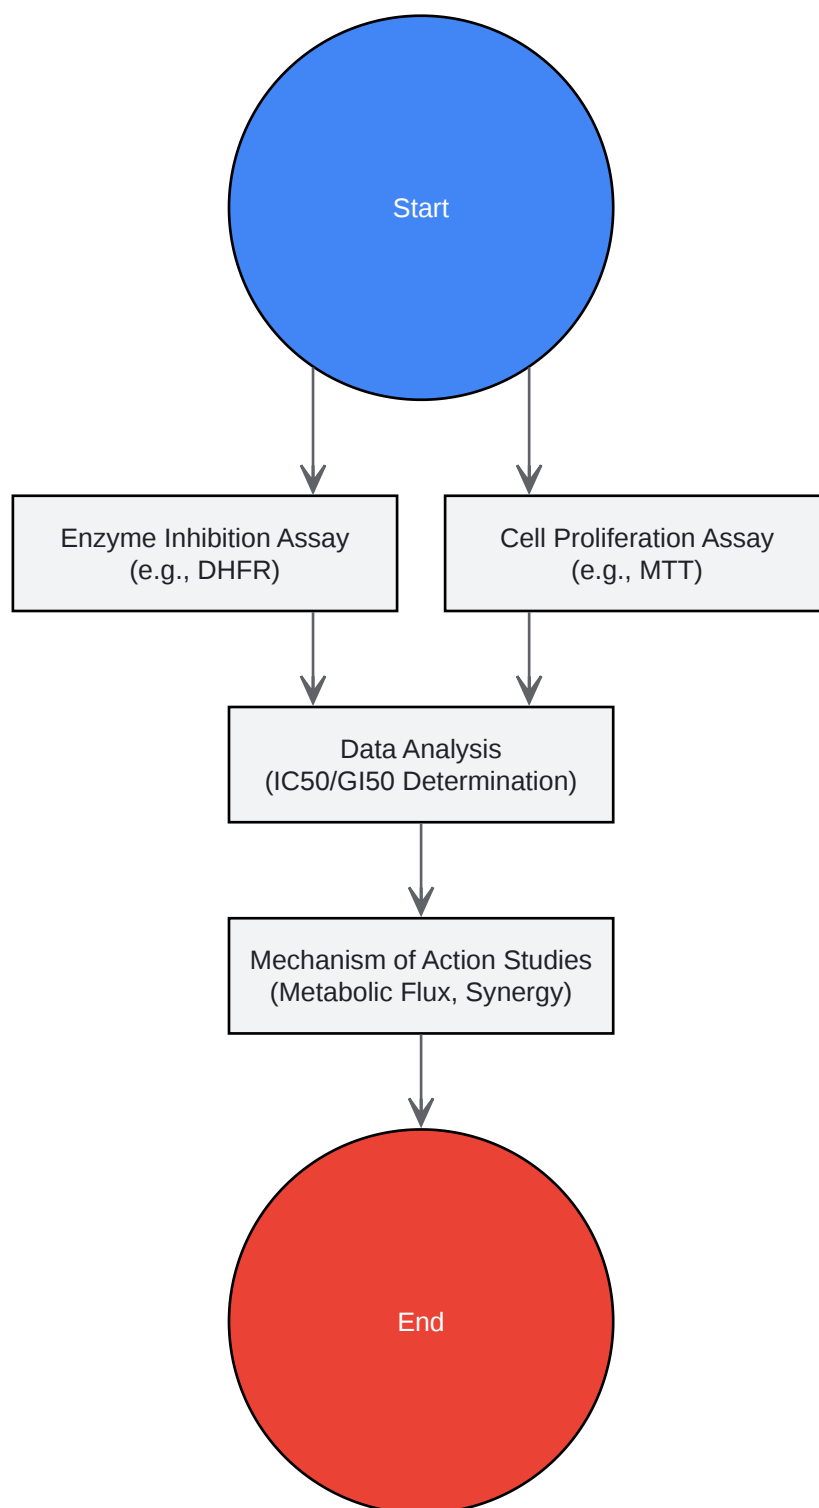 Start
Enzyme Inhibition Assay
(e.g., DHFR)
Cell Proliferation Assay
(e.g., MTT)
Data Analysis
(IC50/GI50 Determination)
Mechanism of Action Studies
(Metabolic Flux, Synergy)
End